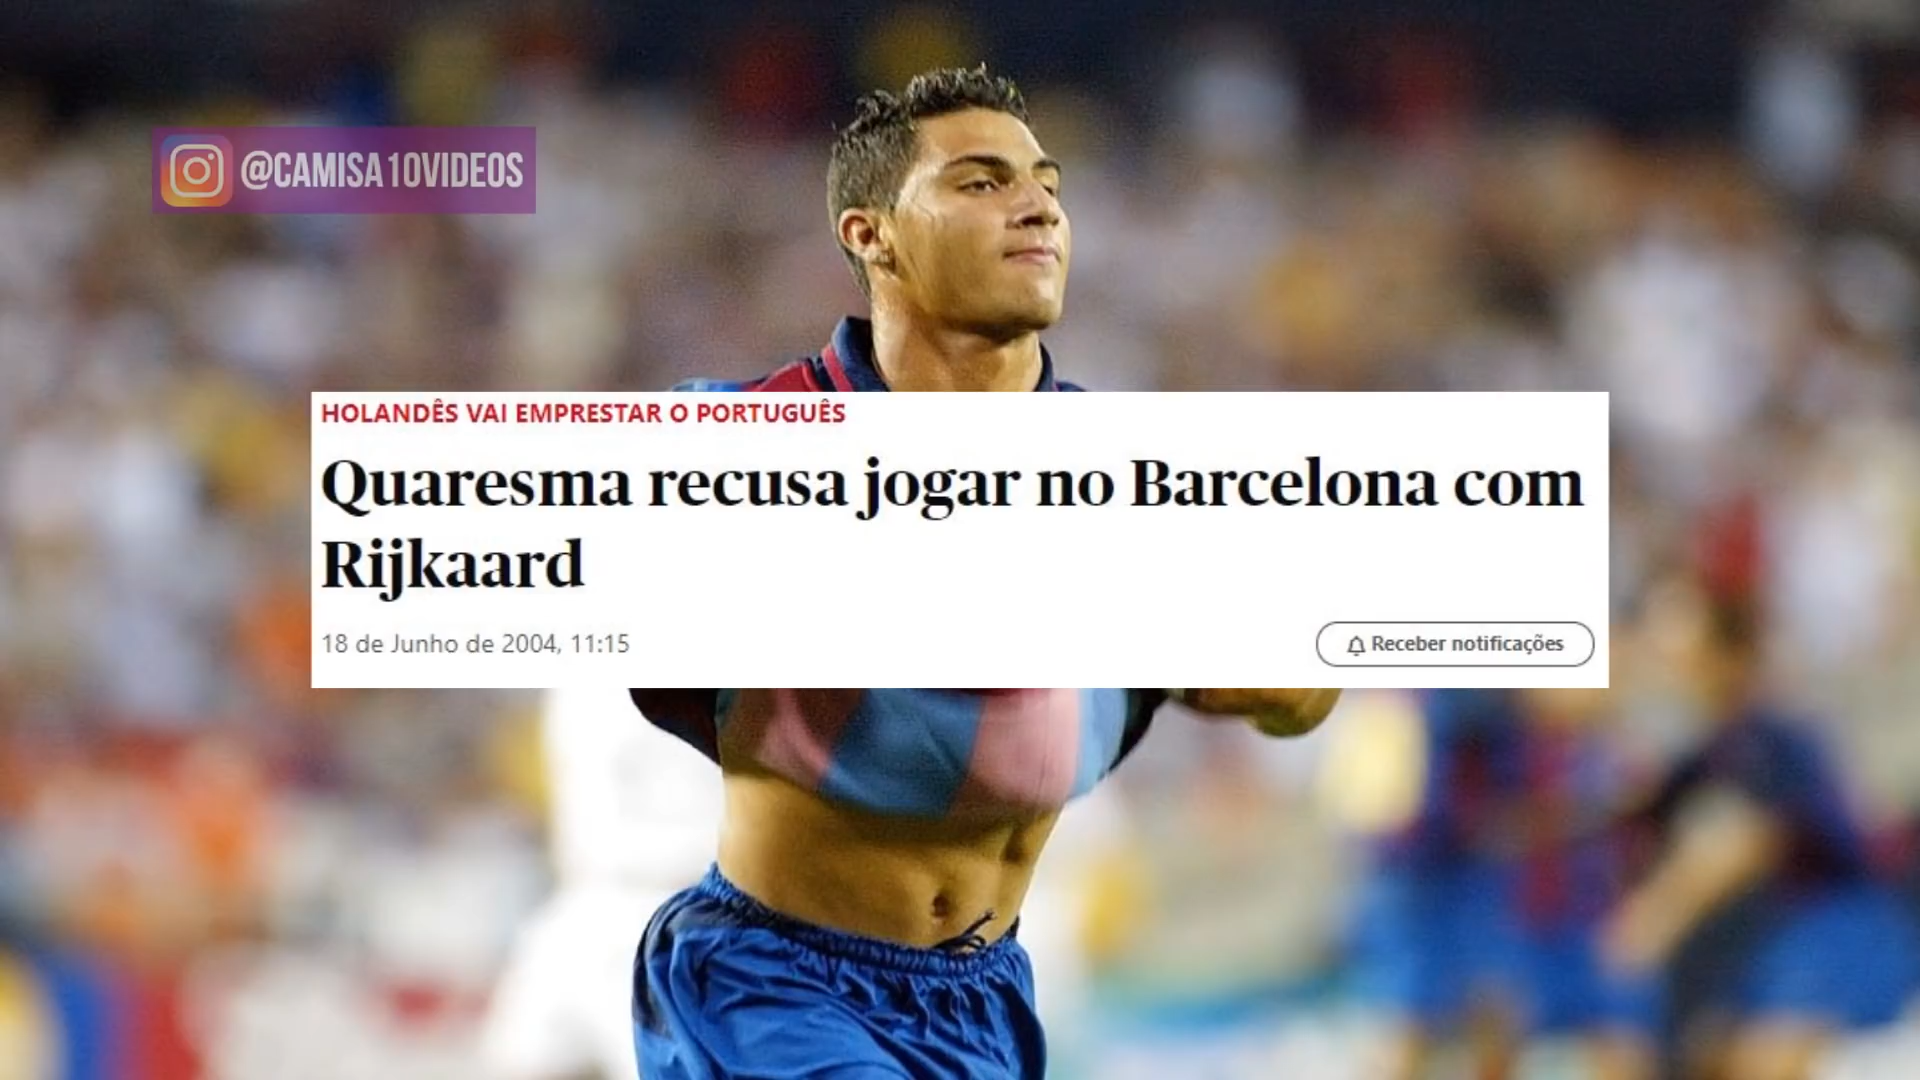 @CAMISA10VIDEOS
HOLANDÊS VAI EMPRESTAR O PORTUGUÊS
Quaresma recusa jogar no Barcelona com
Rijkaard
18 de Junho de 2004, 11:15
Receber notificações